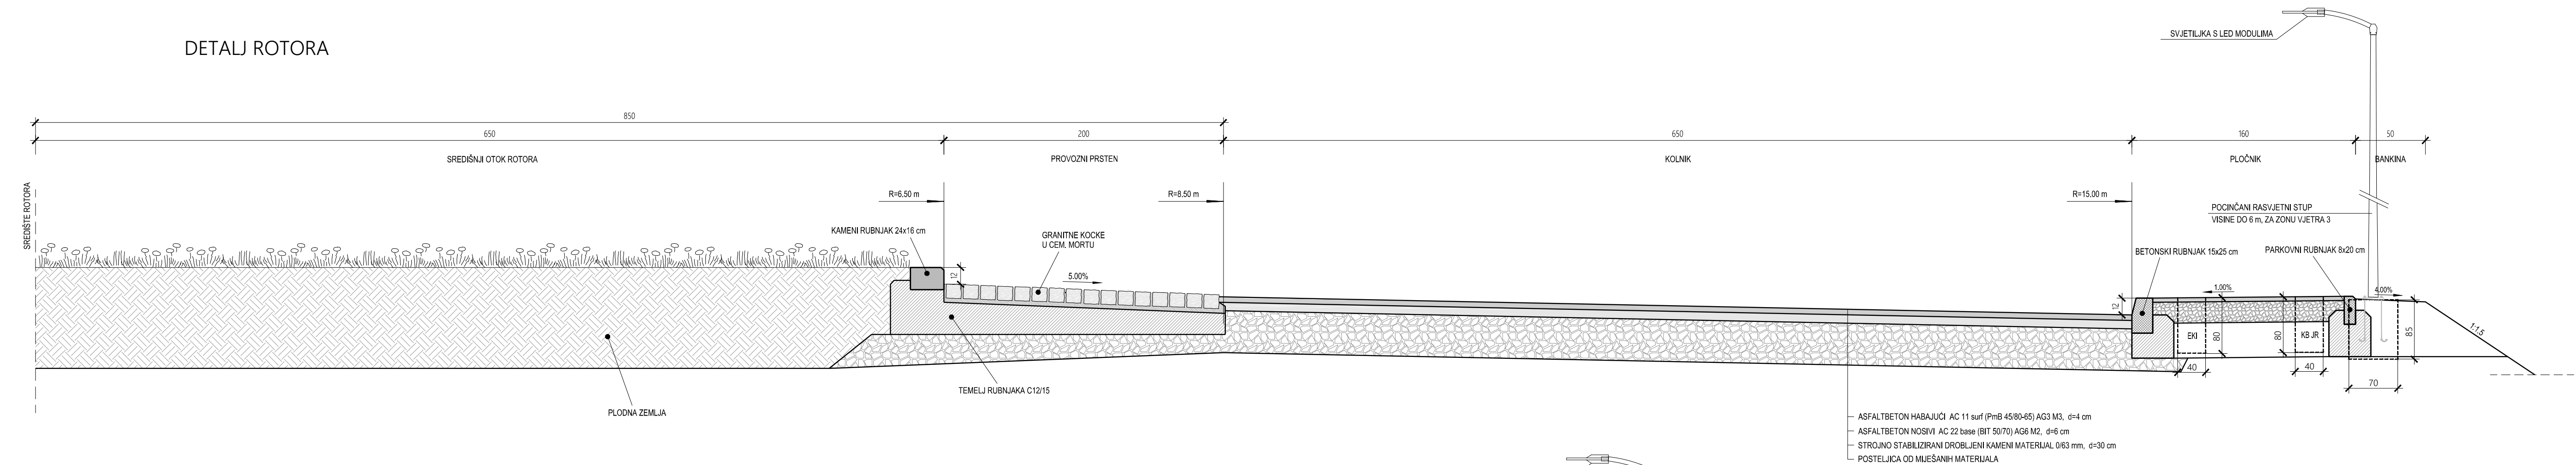 DETALJ ROTORA
SVJETILJKA S LED MODULIMA
850
650
200
650
160
50
SREDIŠNJI OTOK ROTORA
PROVOZNI PRSTEN
KOLNIK
PLOČNIK
BANKINA
SREDIŠTE ROTORA
R=6.50 m
R=8.50 m
R=15.00 m
POCINČANI RASVJETNI STUP
VISINE DO 6 m, ZA ZONU VJETRA 3
KAMENI RUBNJAK 24x16 cm
GRANITNE KOCKE
U CEM. MORTU
BETONSKI RUBNJAK 15x25 cm
PARKOVNI RUBNJAK 8x20 cm
12
5.00%
12
1.00%
4.00%
1:1.5
EKI
80
80
KB JR
85
40
40
70
TEMELJ RUBNJAKA C12/15
PLODNA ZEMLJA
ASFALTBETON HABAJUĆI AC 11 surf (PmB 45/80-65) AG3 M3, d=4 cm
ASFALTBETON NOSIVI AC 22 base (BIT 50/70) AG6 M2, d=6 cm
STROJNO STABILIZIRANI DROBLJENI KAMENI MATERIJAL 0/63 mm, d=30 cm
POSTELJICA OD MIJEŠANIH MATERIJALA